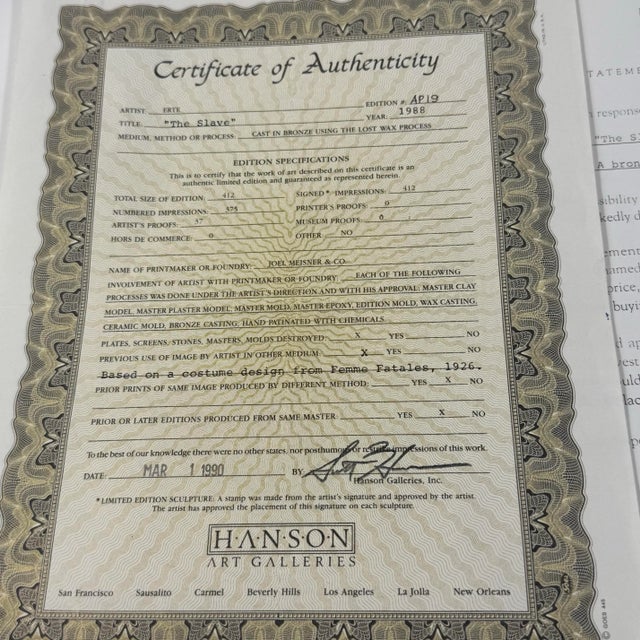 Certificate of Authenticity
ARTIST: ERTE EDITION #: AP19
TITLE: "The Slave" YEAR: 1988
MEDIUM, METHOD OR PROCESS: CAST IN BRONZE USING THE LOST WAX PROCESS
EDITION SPECIFICATIONS
This is to certify that the work of art described on this certificate is an
authentic limited edition and guaranteed as represented herein.
TOTAL SIZE OF EDITION: 412 SIGNED* IMPRESSIONS: 412
NUMBERED IMPRESSIONS: 375 PRINTER'S PROOFS: 0
ARTIST'S PROOFS: 37 MUSEUM PROOFS: 0
HORS DE COMMERCE: 0 OTHER NO
NAME OF PRINTMAKER OR FOUNDRY: JOEL MEISNER & CO.
INVOLVEMENT OF ARTIST WITH PRINTMAKER OR FOUNDRY: EACH OF THE FOLLOWING
PROCESSES WAS DONE UNDER THE ARTIST'S DIRECTION AND WITH HIS APPROVAL: MASTER CLAY
MODEL, MASTER PLASTER MODEL, MASTER MOLD, MASTER EPOXY, EDITION MOLD, WAX CASTING,
CERAMIC MOLD, BRONZE CASTING, HAND PATINATED WITH CHEMICALS
PLATES, SCREENS, STONES, MASTERS, MOLDS DESTROYED: X YES NO
PREVIOUS USE OF IMAGE BY ARTIST IN OTHER MEDIUM X YES NO
Based on a costume design from Femme Fatales, 1926.
PRIOR PRINTS OF SAME IMAGE PRODUCED BY DIFFERENT METHOD: YES X NO
PRIOR OR LATER EDITIONS PRODUCED FROM SAME MASTER: YES X NO
To the best of our knowledge there were no other states, nor posthumous or restrike impressions of this work.
DATE: MAR 1 1990 BY
Hanson Galleries, Inc.
*LIMITED EDITION SCULPTURE: A stamp was made from the artist's signature and approved by the artist.
The artist has approved the placement of this signature on each sculpture.
H·A·N·S·O·N
ART GALLERIES
San Francisco Sausalito Carmel Beverly Hills Los Angeles La Jolla New Orleans
© GOES 446
TATEME
response
"The S
A bron
sibility
kedly d